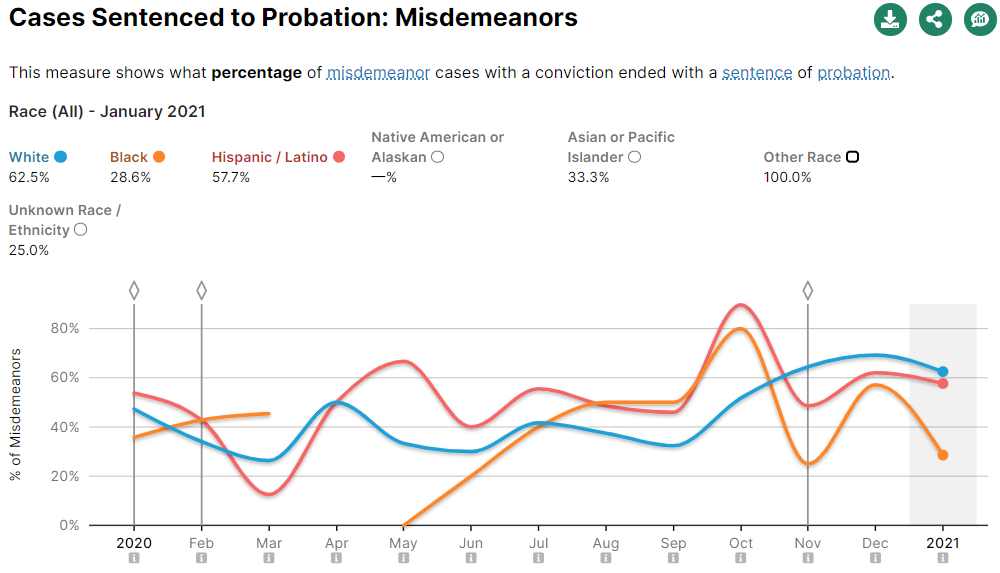 Cases Sentenced to Probation: Misdemeanors
This measure shows what percentage of misdemeanor cases with a conviction ended with a sentence of probation.
Race (All) - January 2021
White
62.5%
Black
28.6%
Hispanic / Latino
57.7%
Native American or
Alaskan
—%
Asian or Pacific
Islander
33.3%
Other Race
100.0%
Unknown Race /
Ethnicity
25.0%
% of Misdemeanors
80%
60%
40%
20%
0%
2020 Feb Mar Apr May Jun Jul Aug Sep Oct Nov Dec 2021